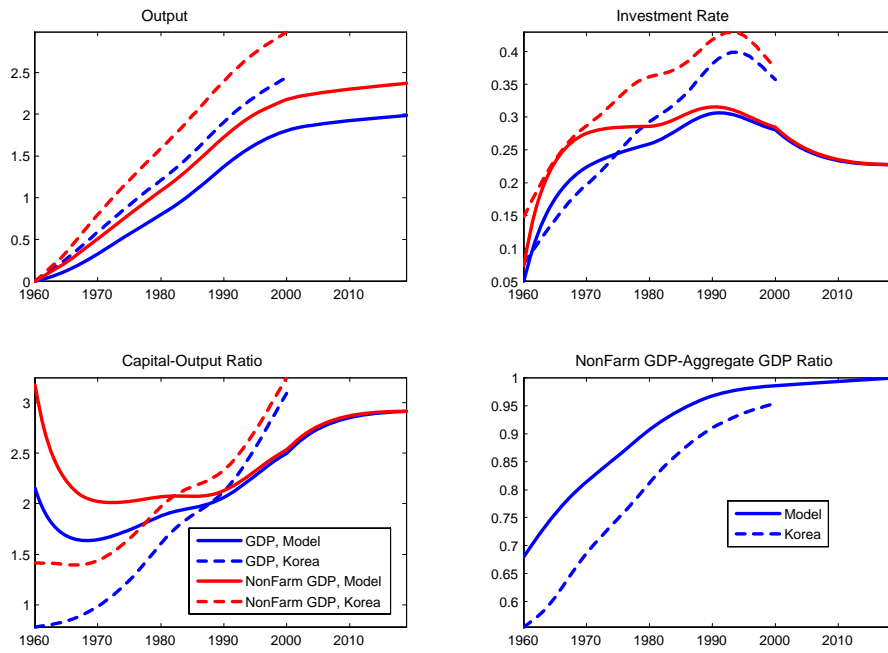 Output
2.5
2
1.5
1
0.5
0
1960 1970 1980 1990 2000 2010
Investment Rate
0.4
0.35
0.3
0.25
0.2
0.15
0.1
0.05
1960 1970 1980 1990 2000 2010
Capital-Output Ratio
3
2.5
2
1.5
1
1960 1970 1980 1990 2000 2010
GDP, Model
GDP, Korea
NonFarm GDP, Model
NonFarm GDP, Korea
NonFarm GDP-Aggregate GDP Ratio
1
0.95
0.9
0.85
0.8
0.75
0.7
0.65
0.6
1960 1970 1980 1990 2000 2010
Model
Korea